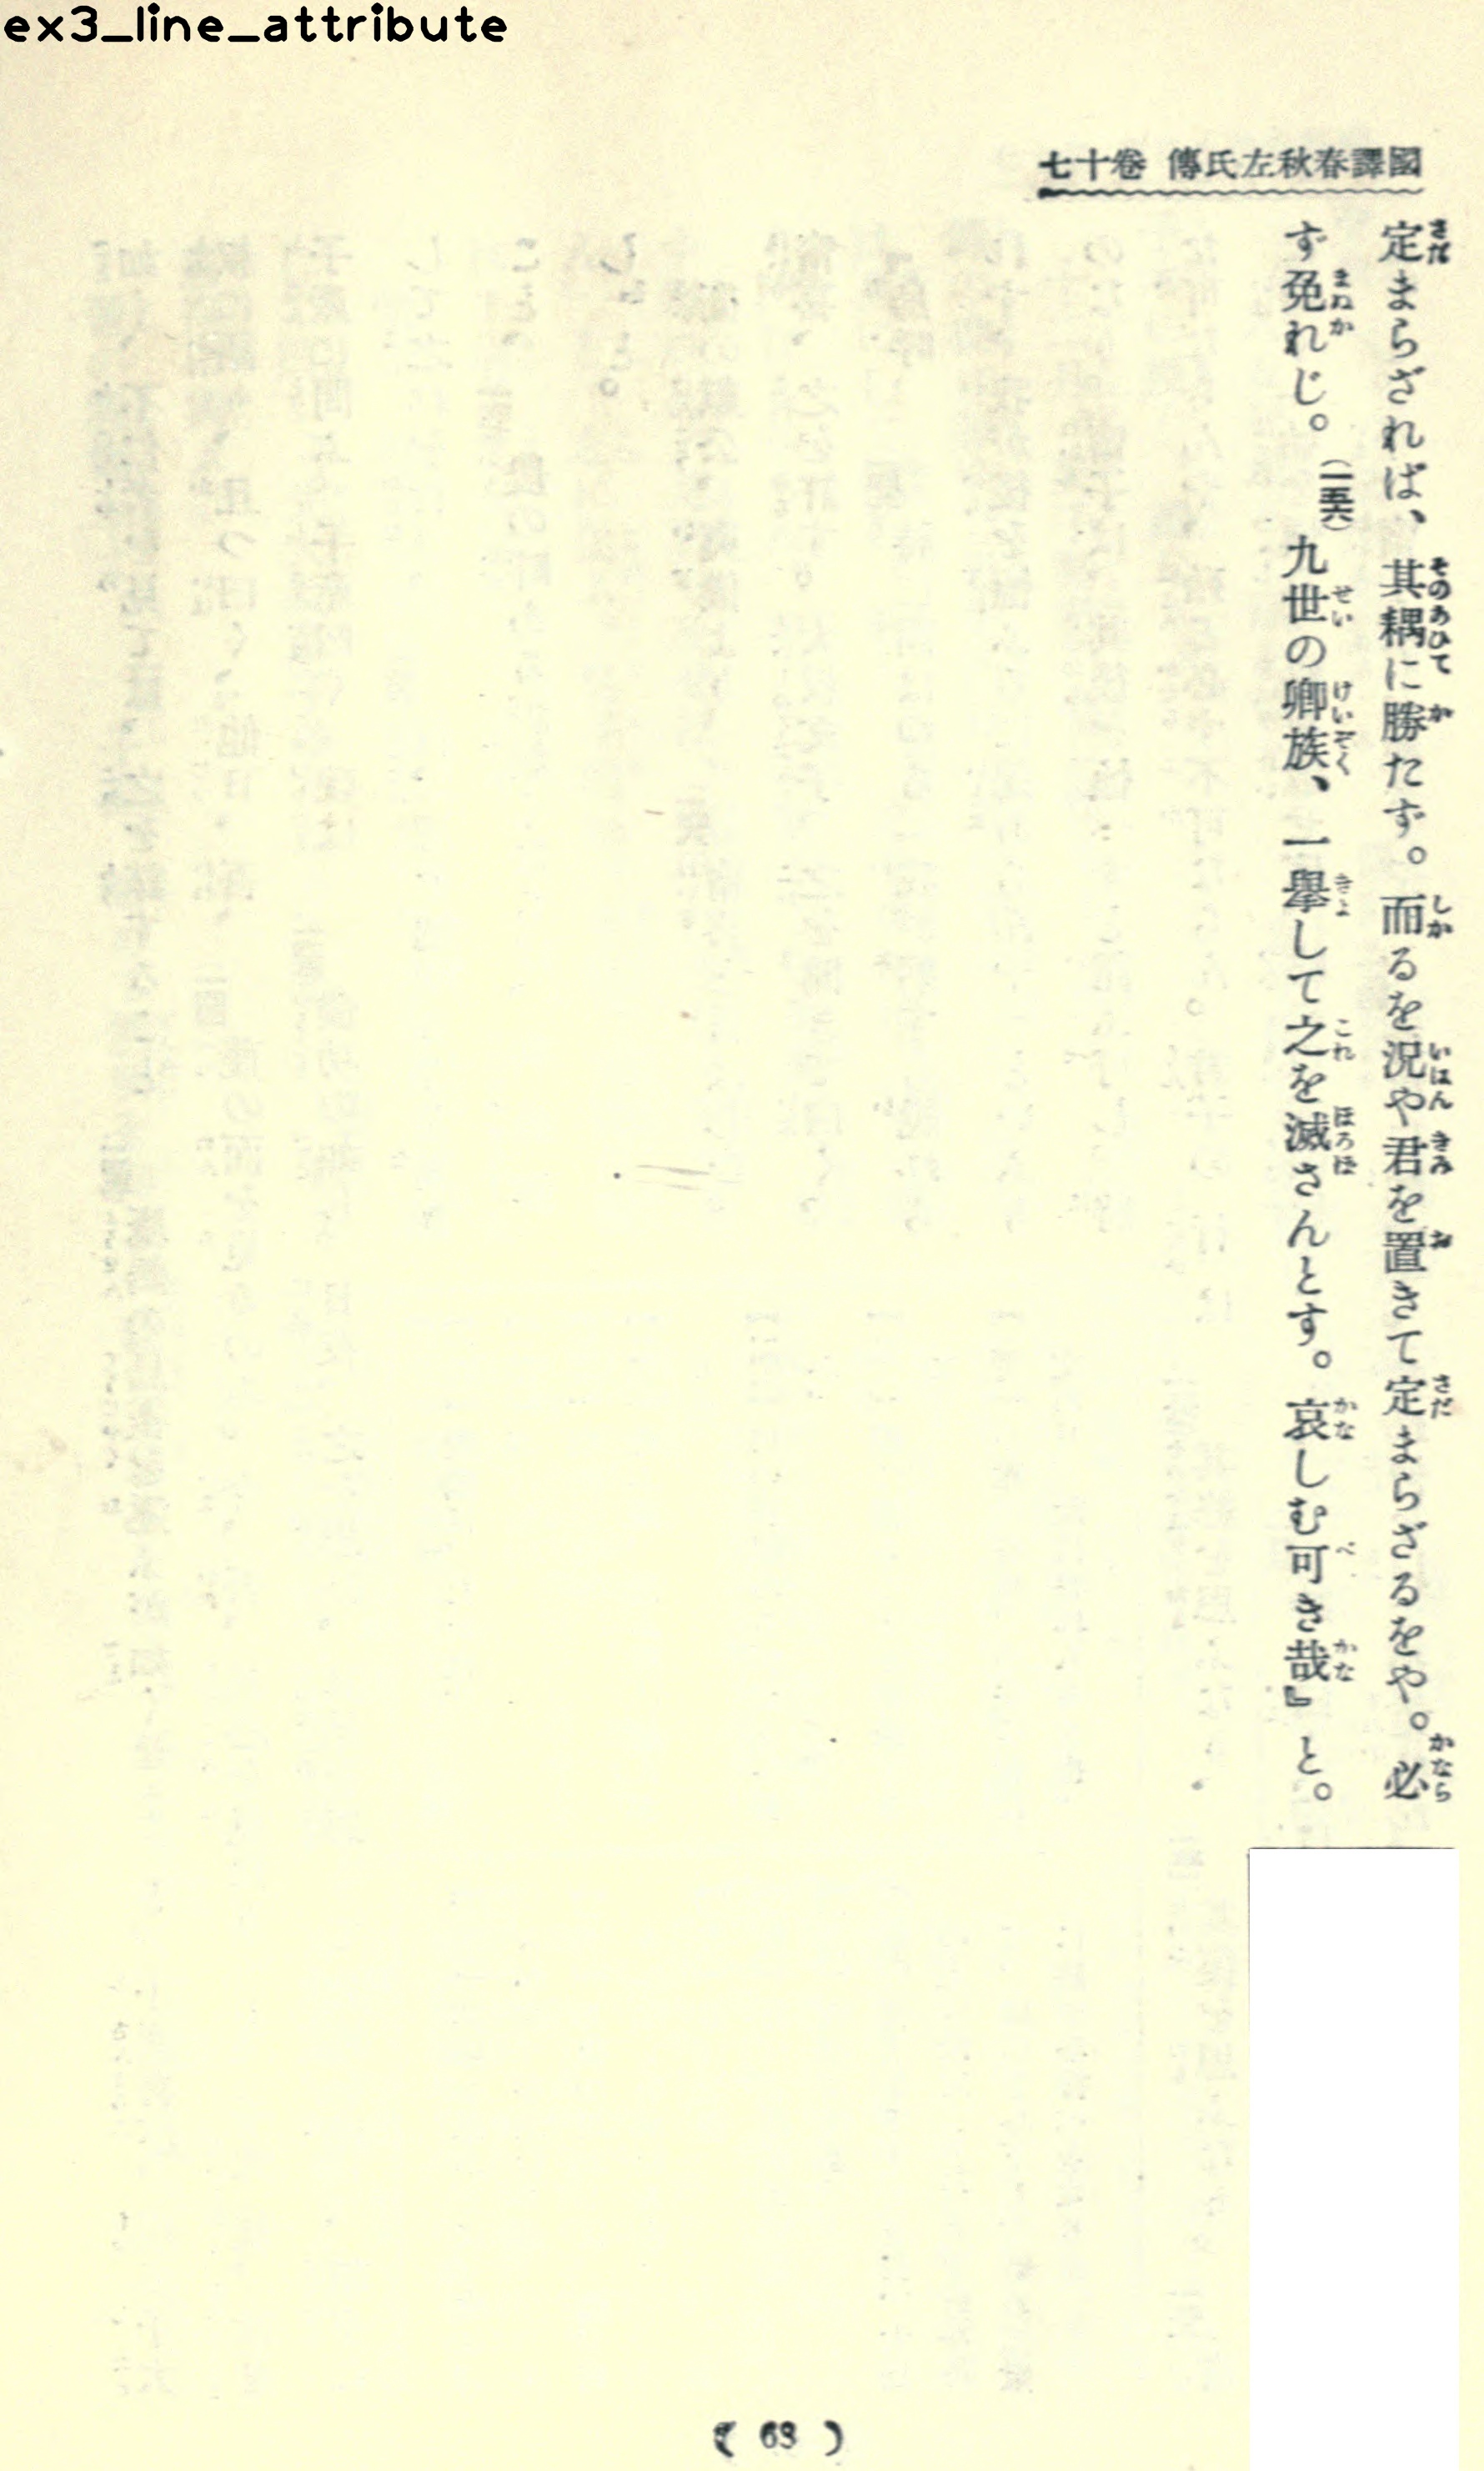 ex3_line_attribute
國譯春秋左氏傳 卷十七
定まらざれば、其耦に勝たず。而るを況や君を置きて定まらざるをや。必
ず免れじ。(一五六)九世の卿族、一擧して之を滅さんとす。哀しむ可き哉』と。
( 63 )